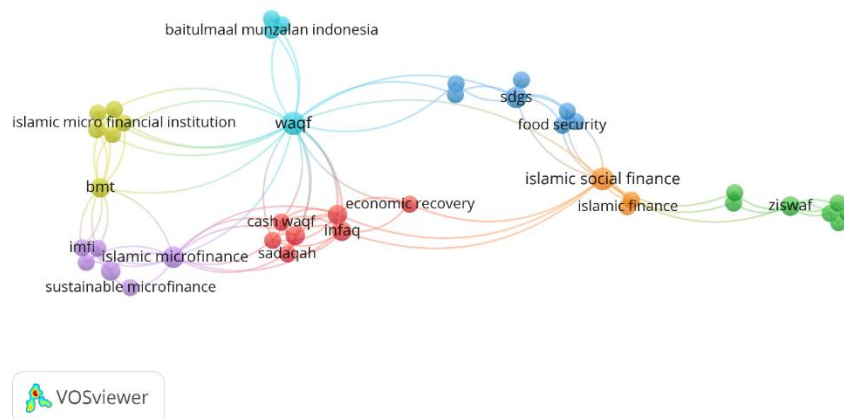 baitulmaal munzalan indonesia
sdgs
islamic micro financial institution
waqf
food security
islamic social finance
bmt
economic recovery
islamic finance
ziswaf
cash waqf
infaq
imfi
islamic microfinance
sadaqah
sustainable microfinance
VOSviewer